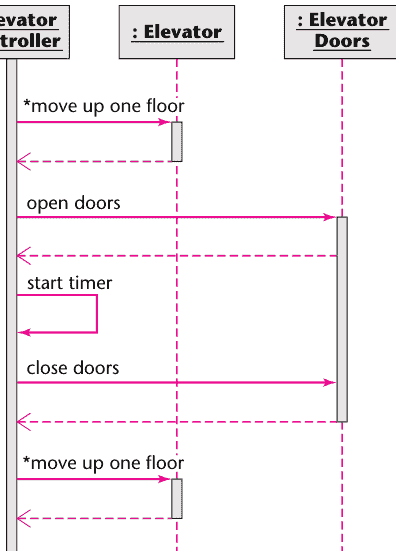 evator
troller
: Elevator
: Elevator
Doors
*move up one floor
open doors
start timer
close doors
*move up one floor